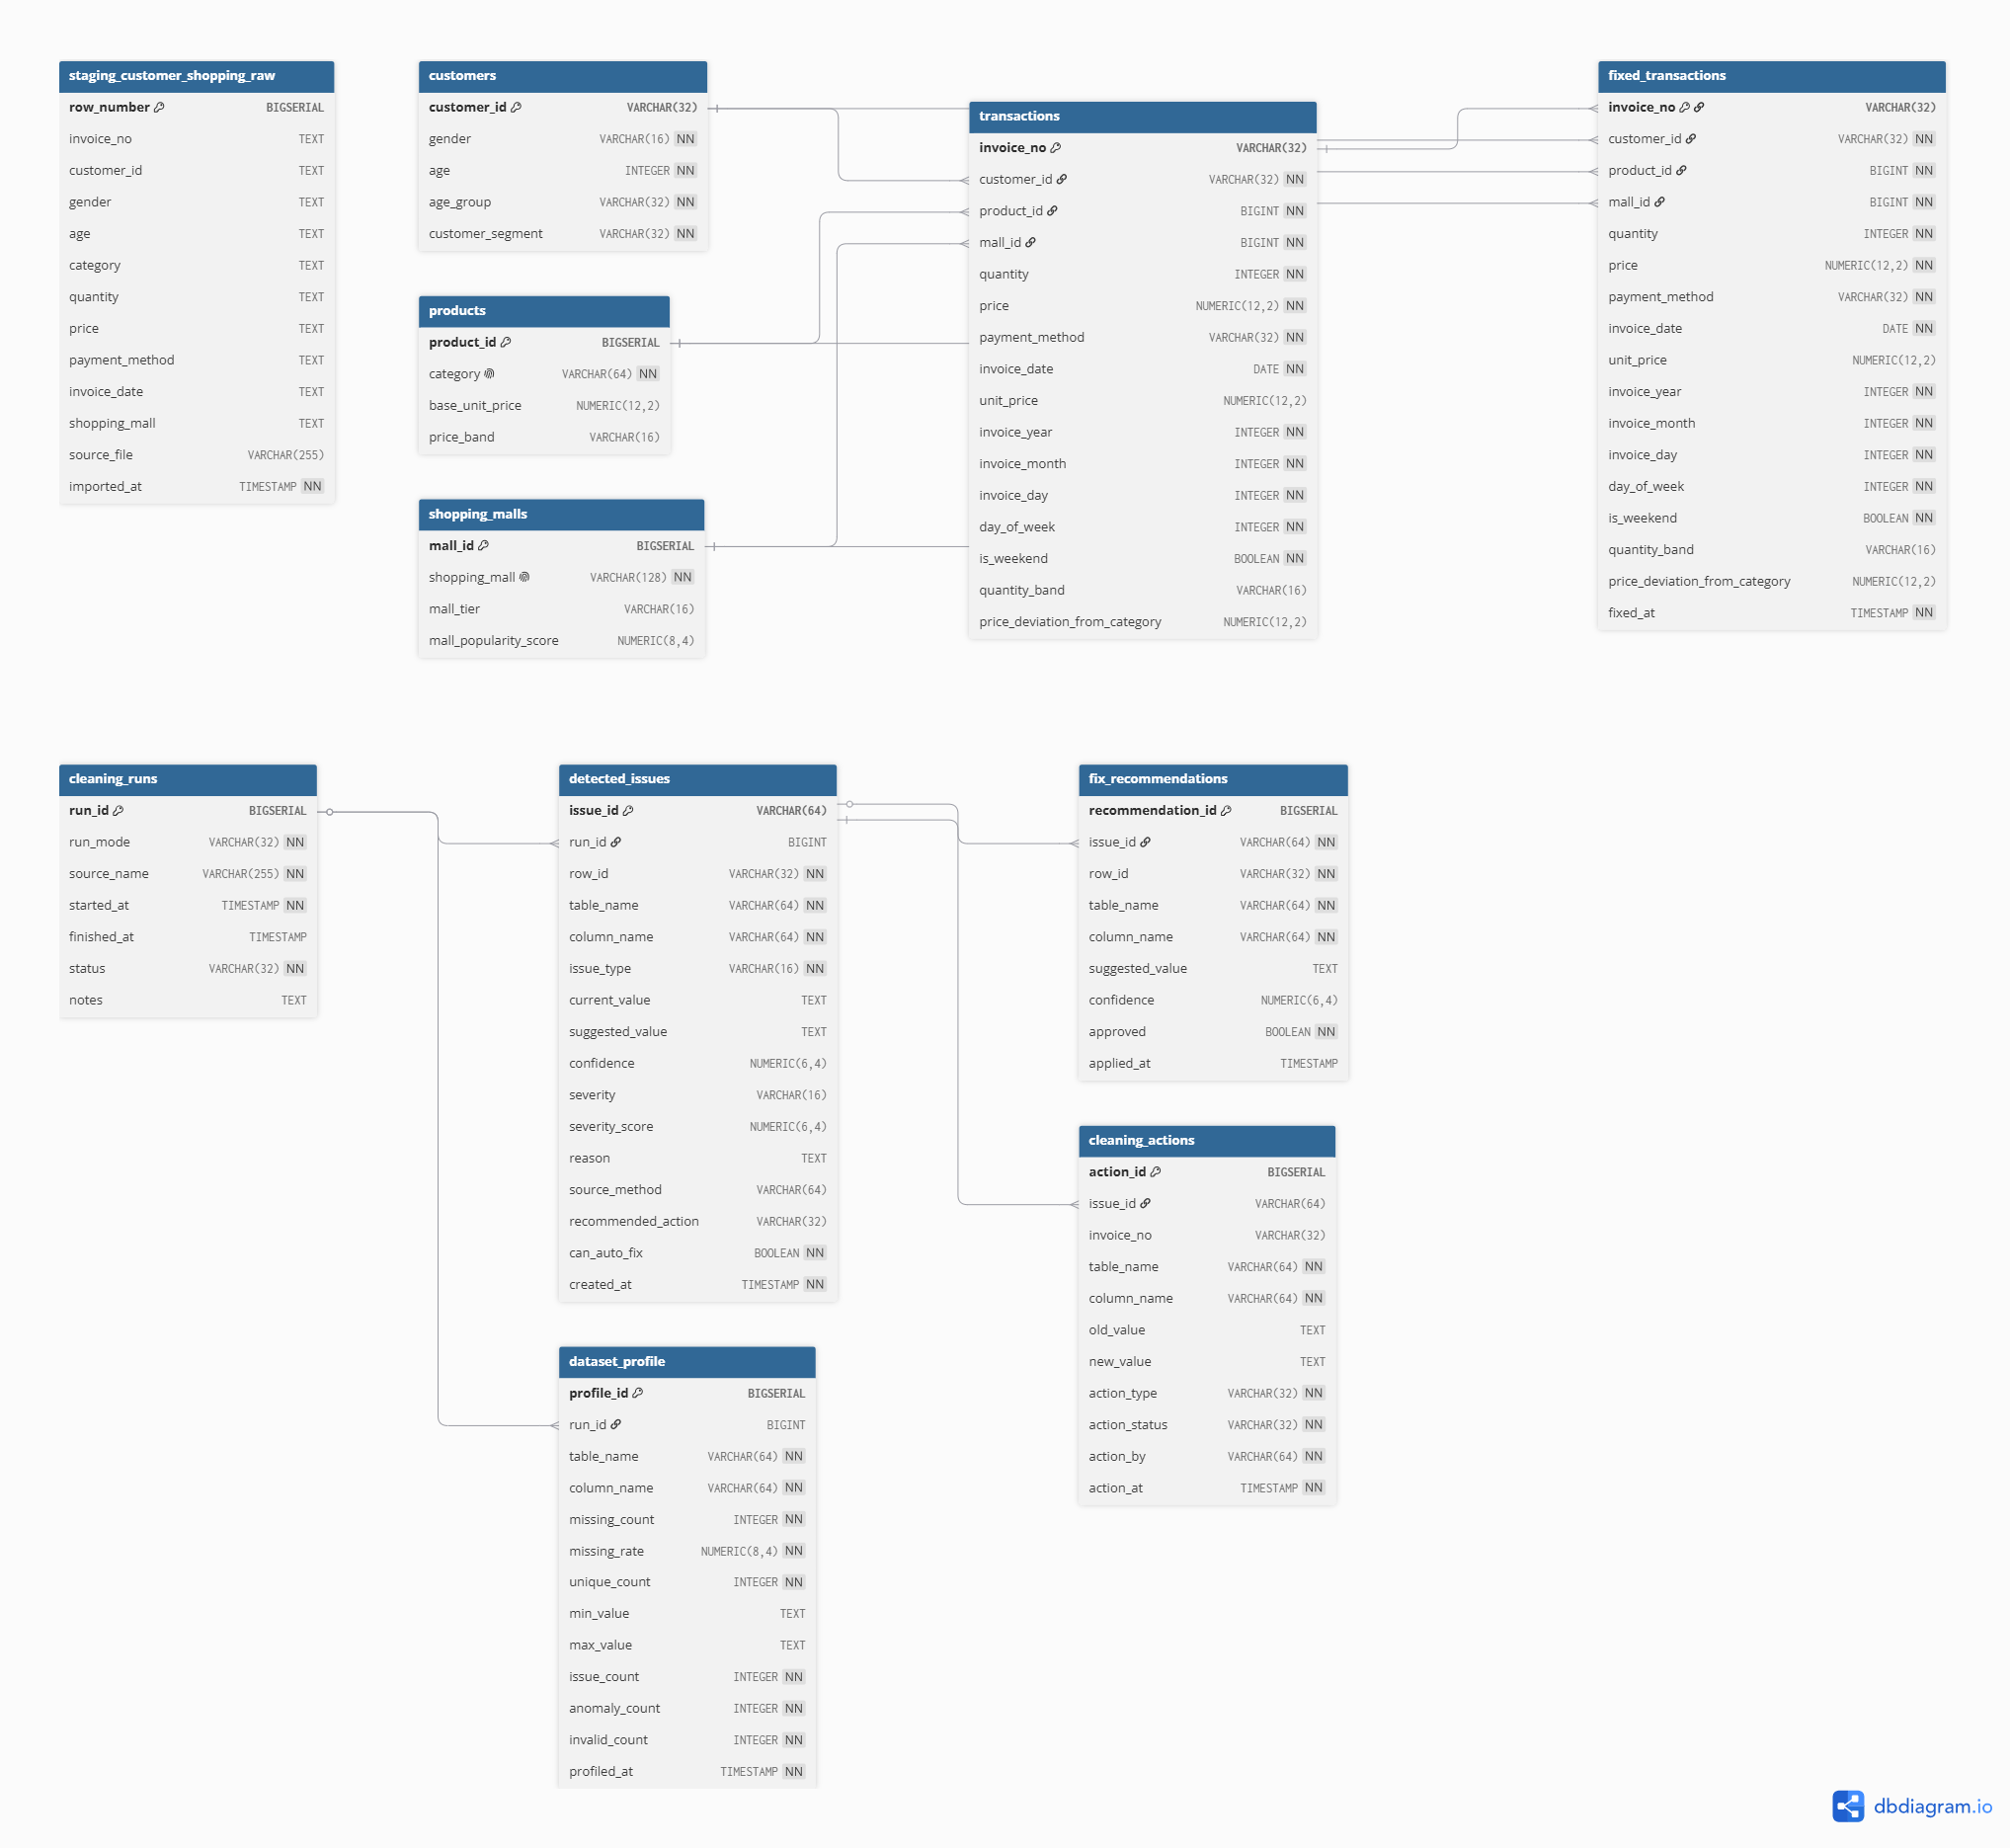 staging_customer_shopping_raw
row_number BIGSERIAL
invoice_no TEXT
customer_id TEXT
gender TEXT
age TEXT
category TEXT
quantity TEXT
price TEXT
payment_method TEXT
invoice_date TEXT
shopping_mall TEXT
source_file VARCHAR(255)
imported_at TIMESTAMP NN
customers
customer_id VARCHAR(32)
gender VARCHAR(16) NN
age INTEGER NN
age_group VARCHAR(32) NN
customer_segment VARCHAR(32) NN
products
product_id BIGSERIAL
category VARCHAR(64) NN
base_unit_price NUMERIC(12,2)
price_band VARCHAR(16)
shopping_malls
mall_id BIGSERIAL
shopping_mall VARCHAR(128) NN
mall_tier VARCHAR(16)
mall_popularity_score NUMERIC(8,4)
transactions
invoice_no VARCHAR(32)
customer_id VARCHAR(32) NN
product_id BIGINT NN
mall_id BIGINT NN
quantity INTEGER NN
price NUMERIC(12,2) NN
payment_method VARCHAR(32) NN
invoice_date DATE NN
unit_price NUMERIC(12,2)
invoice_year INTEGER NN
invoice_month INTEGER NN
invoice_day INTEGER NN
day_of_week INTEGER NN
is_weekend BOOLEAN NN
quantity_band VARCHAR(16)
price_deviation_from_category NUMERIC(12,2)
fixed_transactions
invoice_no VARCHAR(32)
customer_id VARCHAR(32) NN
product_id BIGINT NN
mall_id BIGINT NN
quantity INTEGER NN
price NUMERIC(12,2) NN
payment_method VARCHAR(32) NN
invoice_date DATE NN
unit_price NUMERIC(12,2)
invoice_year INTEGER NN
invoice_month INTEGER NN
invoice_day INTEGER NN
day_of_week INTEGER NN
is_weekend BOOLEAN NN
quantity_band VARCHAR(16)
price_deviation_from_category NUMERIC(12,2)
fixed_at TIMESTAMP NN
cleaning_runs
run_id BIGSERIAL
run_mode VARCHAR(32) NN
source_name VARCHAR(255) NN
started_at TIMESTAMP NN
finished_at TIMESTAMP
status VARCHAR(32) NN
notes TEXT
detected_issues
issue_id VARCHAR(64)
run_id BIGINT
row_id VARCHAR(32) NN
table_name VARCHAR(64) NN
column_name VARCHAR(64) NN
issue_type VARCHAR(16) NN
current_value TEXT
suggested_value TEXT
confidence NUMERIC(6,4)
severity VARCHAR(16)
severity_score NUMERIC(6,4)
reason TEXT
source_method VARCHAR(64)
recommended_action VARCHAR(32)
can_auto_fix BOOLEAN NN
created_at TIMESTAMP NN
dataset_profile
profile_id BIGSERIAL
run_id BIGINT
table_name VARCHAR(64) NN
column_name VARCHAR(64) NN
missing_count INTEGER NN
missing_rate NUMERIC(8,4) NN
unique_count INTEGER NN
min_value TEXT
max_value TEXT
issue_count INTEGER NN
anomaly_count INTEGER NN
invalid_count INTEGER NN
profiled_at TIMESTAMP NN
fix_recommendations
recommendation_id BIGSERIAL
issue_id VARCHAR(64) NN
row_id VARCHAR(32) NN
table_name VARCHAR(64) NN
column_name VARCHAR(64) NN
suggested_value TEXT
confidence NUMERIC(6,4)
approved BOOLEAN NN
applied_at TIMESTAMP
cleaning_actions
action_id BIGSERIAL
issue_id VARCHAR(64)
invoice_no VARCHAR(32)
table_name VARCHAR(64) NN
column_name VARCHAR(64) NN
old_value TEXT
new_value TEXT
action_type VARCHAR(32) NN
action_status VARCHAR(32) NN
action_by VARCHAR(64) NN
action_at TIMESTAMP NN
dbdiagram.io